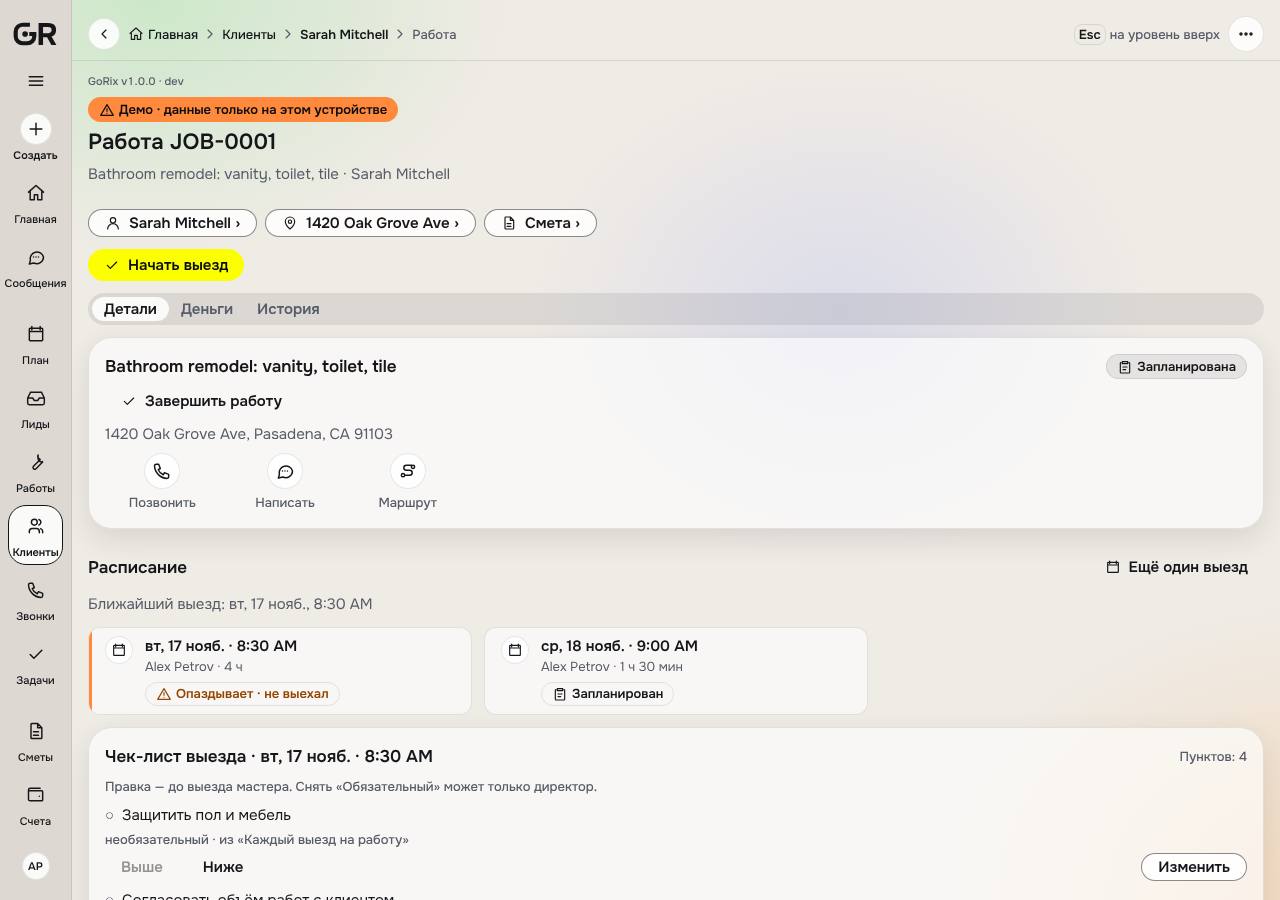 GR
Создать
Главная
Сообщения
План
Лиды
Работы
Клиенты
Звонки
Задачи
Сметы
Счета
AP
Главная Клиенты Sarah Mitchell Работа
Esc на уровень вверх
GoRix v1.0.0 · dev
Демо · данные только на этом устройстве
Работа JOB-0001
Bathroom remodel: vanity, toilet, tile · Sarah Mitchell
Sarah Mitchell › 1420 Oak Grove Ave › Смета ›
Начать выезд
Детали Деньги История
Bathroom remodel: vanity, toilet, tile
Запланирована
Завершить работу
1420 Oak Grove Ave, Pasadena, CA 91103
Позвонить Написать Маршрут
Расписание
Ещё один выезд
Ближайший выезд: вт, 17 нояб., 8:30 AM
вт, 17 нояб. · 8:30 AM
Alex Petrov · 4 ч
Опаздывает · не выехал
ср, 18 нояб. · 9:00 AM
Alex Petrov · 1 ч 30 мин
Запланирован
Чек-лист выезда · вт, 17 нояб. · 8:30 AM
Пунктов: 4
Правка — до выезда мастера. Снять «Обязательный» может только директор.
○ Защитить пол и мебель
необязательный · из «Каждый выезд на работу»
Выше Ниже
Изменить
○ Согласовать объём работ с клиентом